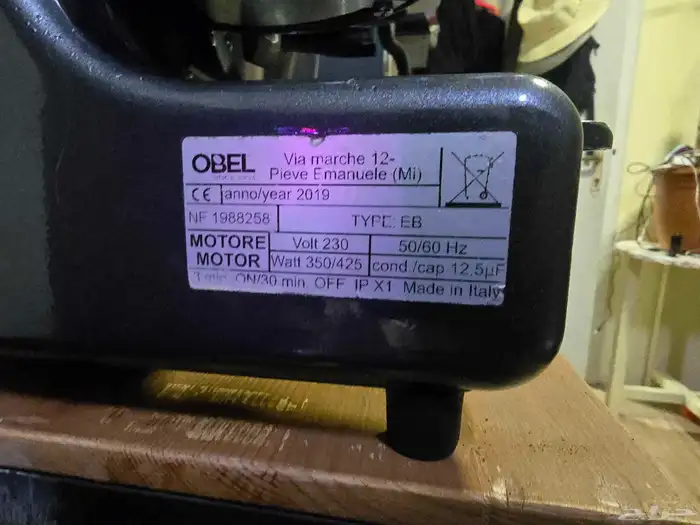 OBEL
Via marche 12-
Pieve Emanuele (Mi)
CE anno/year 2019
NF 1988258 TYPE: EB
MOTORE
MOTOR
Volt 230 50/60 Hz
Watt 350/425 cond./cap 12,5µF
3 min. ON/30 min. OFF IP X1 Made in Italy